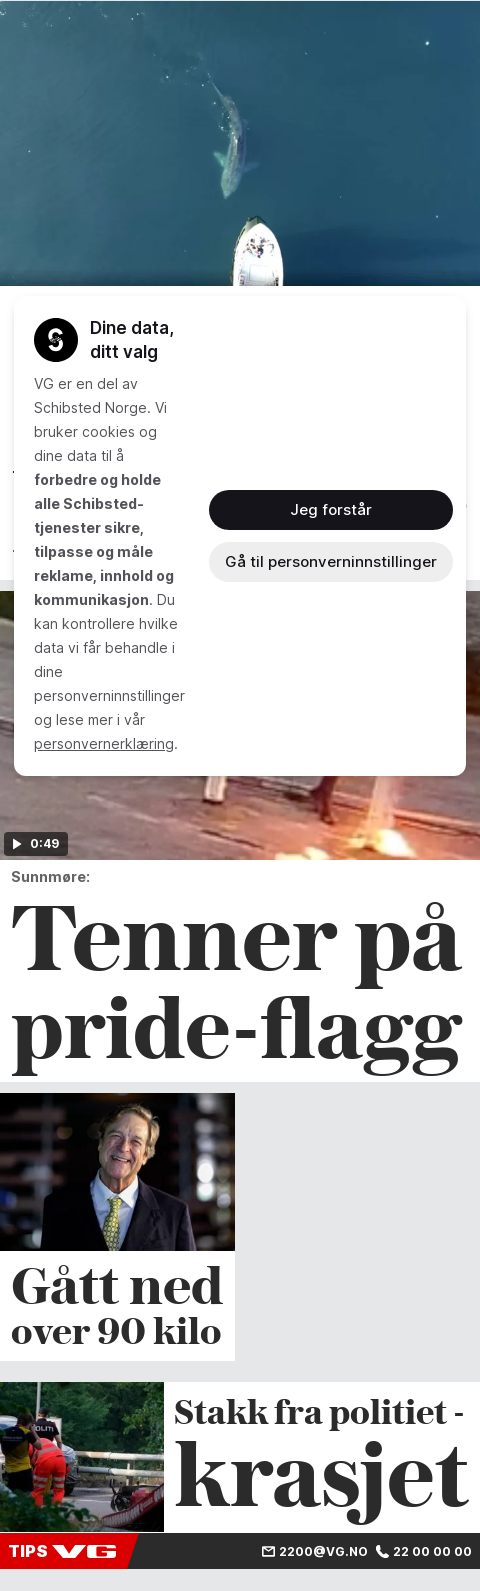 Dine data,
ditt valg
VG er en del av
Schibsted Norge. Vi
bruker cookies og
dine data til å
forbedre og holde
alle Schibsted-
tjenester sikre,
tilpasse og måle
reklame, innhold og
kommunikasjon. Du
kan kontrollere hvilke
data vi får behandle i
dine
personverninnstillinger
og lese mer i vår
personvernerklæring.
Jeg forstår
Gå til personverninnstillinger
0:49
Sunnmøre:
Tenner på
pride-flagg
Gått ned
over 90 kilo
POLITI
Stakk fra politiet -
krasjet
TIPS VG
2200@VG.NO 22 00 00 00